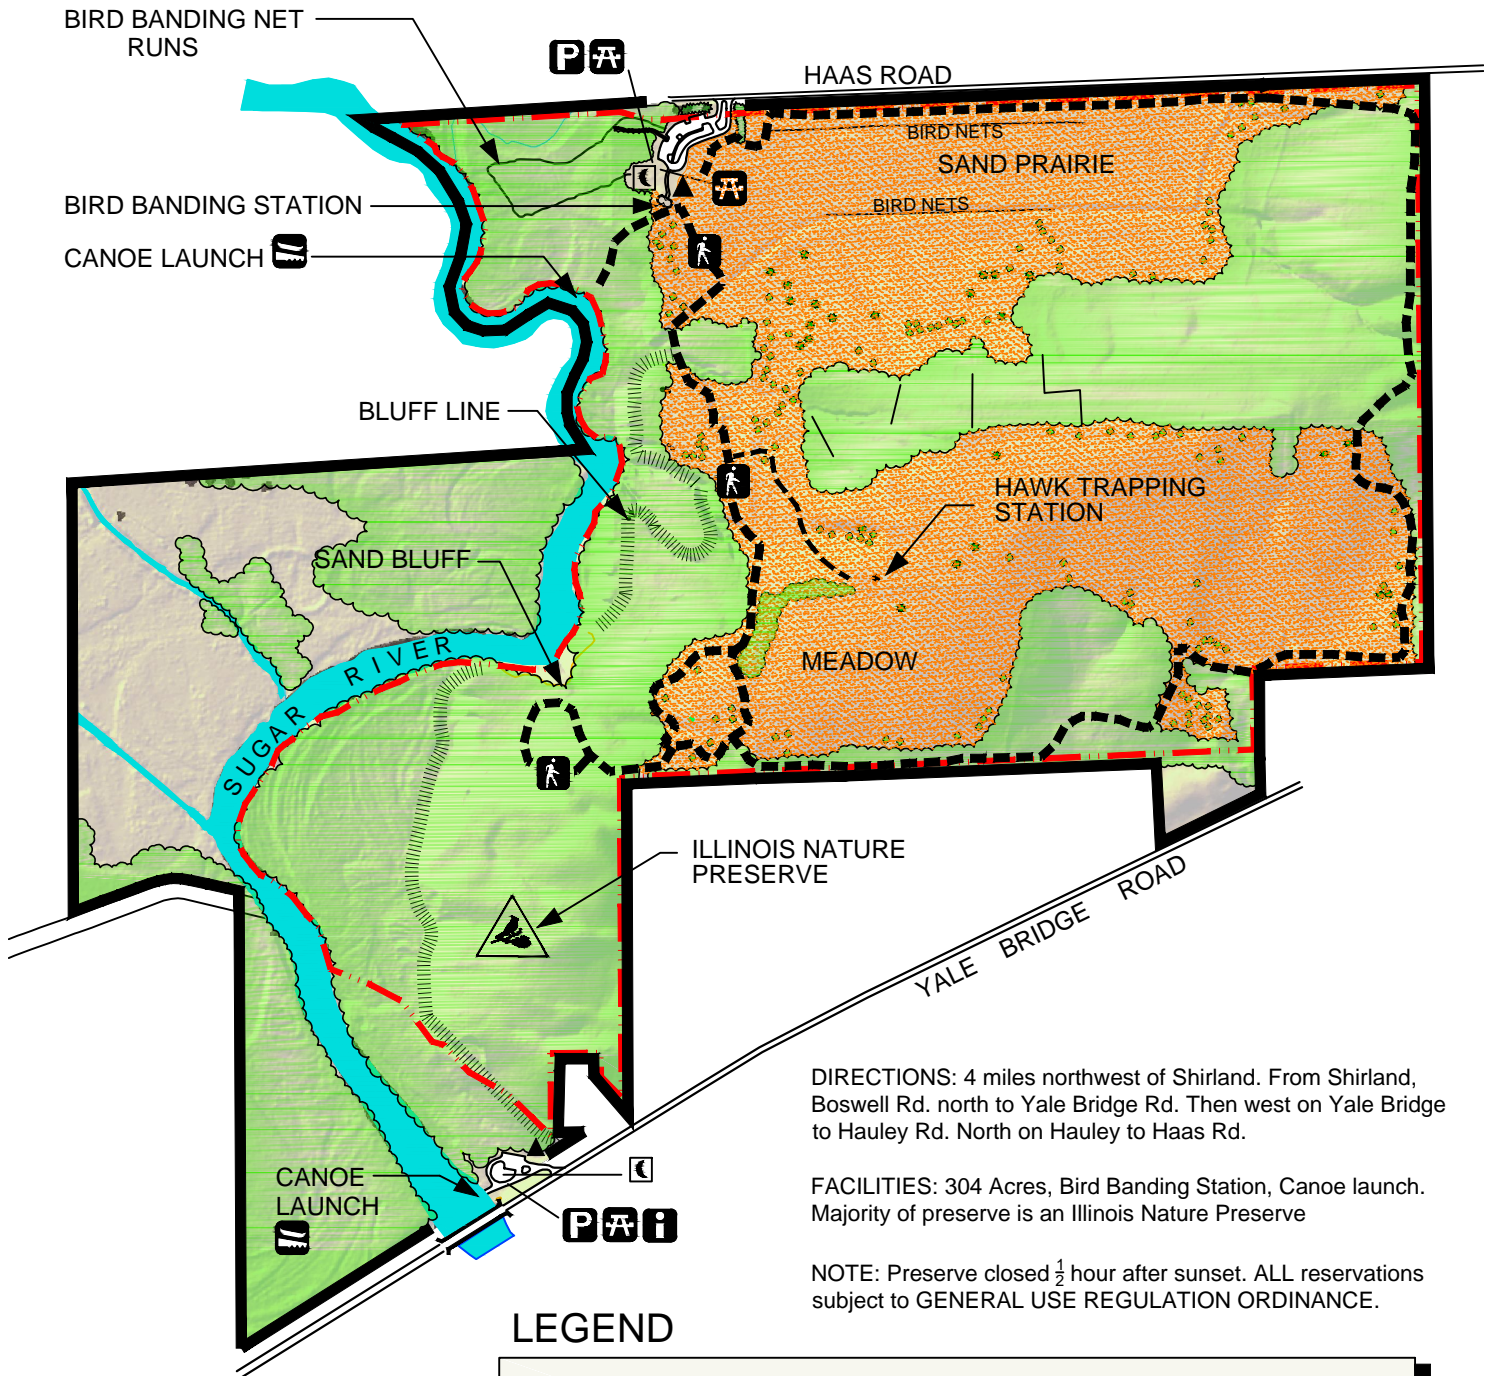 BIRD BANDING NET
RUNS
P
HAAS ROAD
BIRD NETS
SAND PRAIRIE
BIRD BANDING STATION
BIRD NETS
CANOE LAUNCH
BLUFF LINE
HAWK TRAPPING
STATION
SAND BLUFF
SUGAR RIVER
MEADOW
ILLINOIS NATURE
PRESERVE
YALE BRIDGE ROAD
DIRECTIONS: 4 miles northwest of Shirland. From Shirland,
Boswell Rd. north to Yale Bridge Rd. Then west on Yale Bridge
to Hauley Rd. North on Hauley to Haas Rd.
CANOE
LAUNCH
P i
FACILITIES: 304 Acres, Bird Banding Station, Canoe launch.
Majority of preserve is an Illinois Nature Preserve
NOTE: Preserve closed ½ hour after sunset. ALL reservations
subject to GENERAL USE REGULATION ORDINANCE.
LEGEND